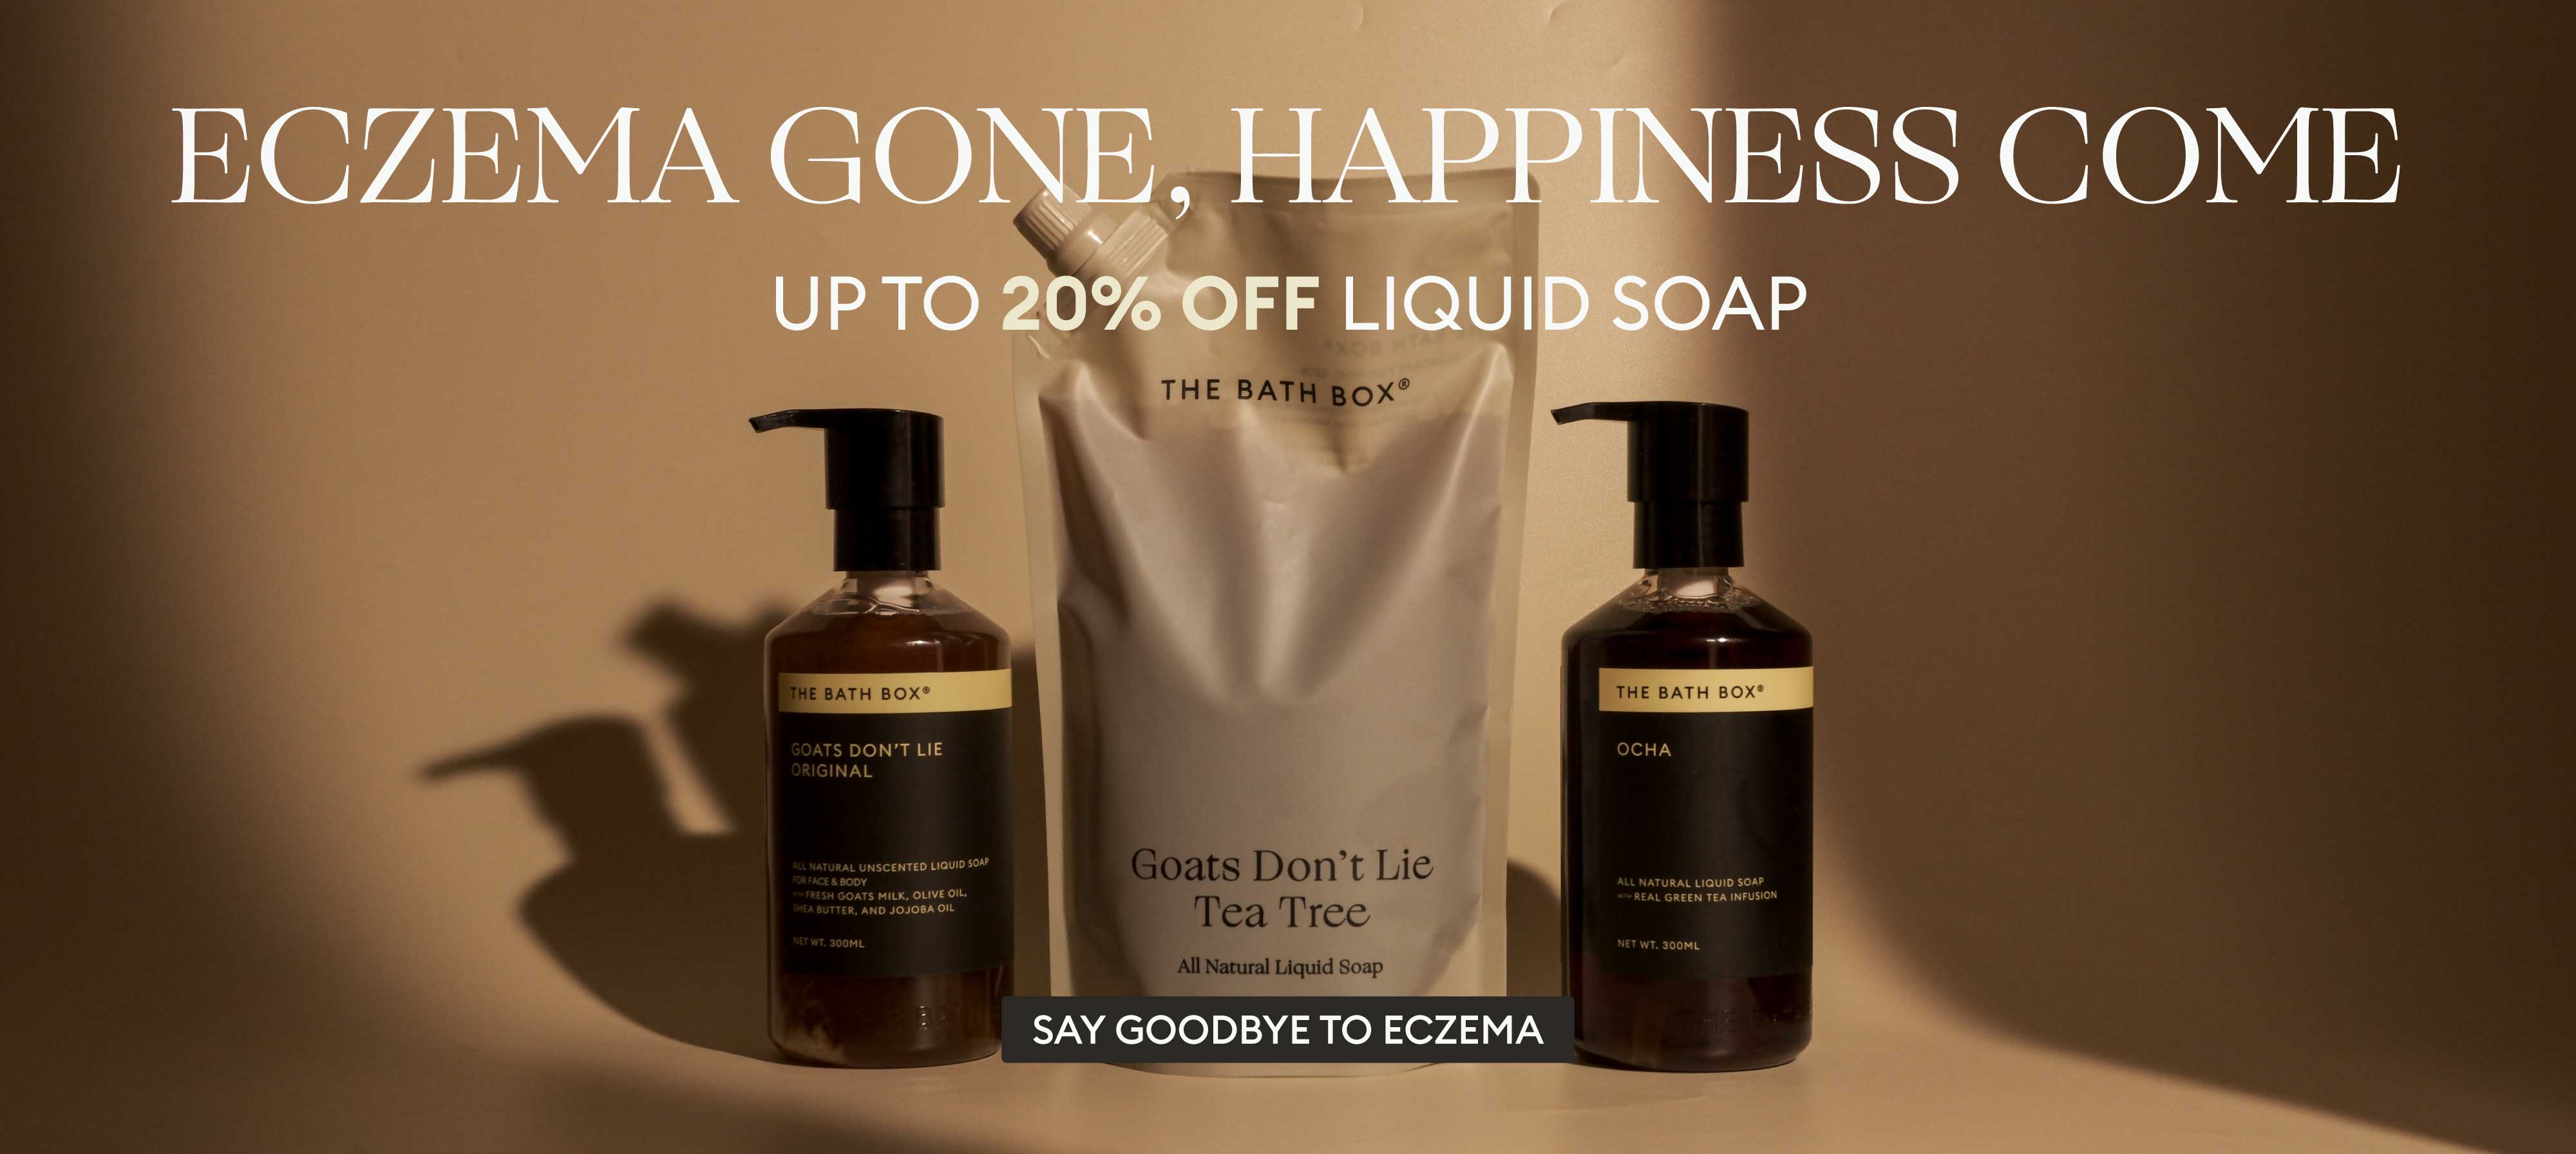 ECZEMA GONE, HAPPINESS COME
UP TO 20% OFF LIQUID SOAP
THE BATH BOX®
THE BATH BOX®
GOATS DON'T LIE
ORIGINAL
ALL NATURAL UNSCENTED LIQUID SOAP
FOR FACE & BODY
WITH FRESH GOATS MILK, OLIVE OIL,
SHEA BUTTER, AND JOJOBA OIL
NET WT. 300ML
Goats Don't Lie
Tea Tree
All Natural Liquid Soap
THE BATH BOX®
OCHA
ALL NATURAL LIQUID SOAP
WITH REAL GREEN TEA INFUSION
NET WT. 300ML
SAY GOODBYE TO ECZEMA